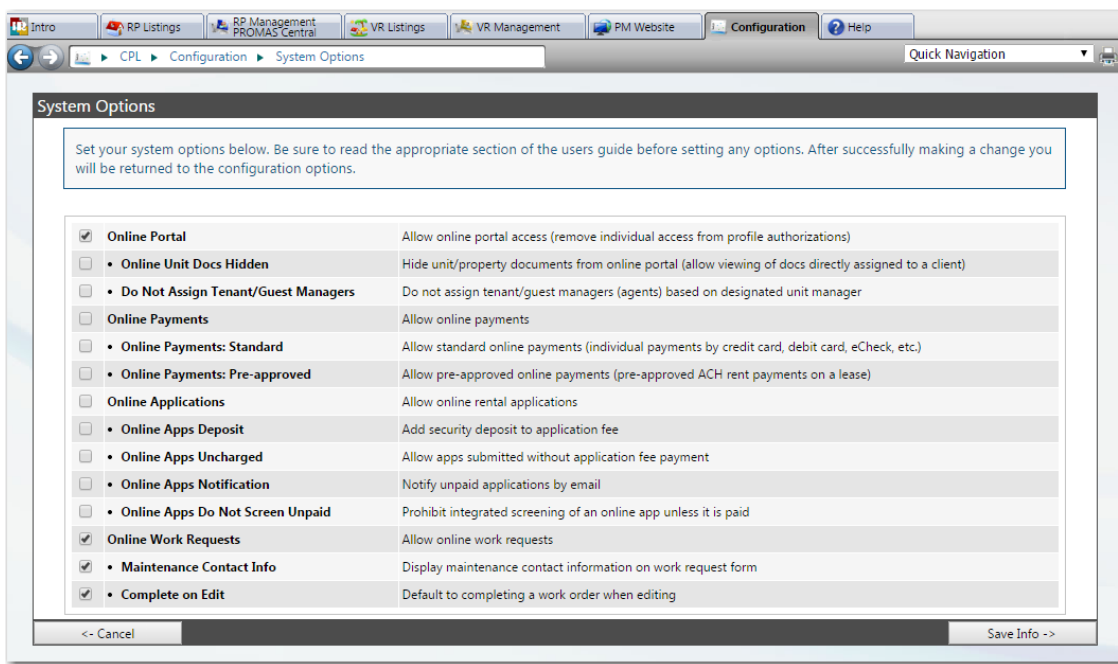 Intro
RP Listings
RP Management
PROMAS Central
VR Listings
VR Management
PM Website
Configuration
Help
CPL ▶ Configuration ▶ System Options
Quick Navigation
System Options
Set your system options below. Be sure to read the appropriate section of the users guide before setting any options. After successfully making a change you
will be returned to the configuration options.
Online Portal Allow online portal access (remove individual access from profile authorizations)
• Online Unit Docs Hidden Hide unit/property documents from online portal (allow viewing of docs directly assigned to a client)
• Do Not Assign Tenant/Guest Managers Do not assign tenant/guest managers (agents) based on designated unit manager
Online Payments Allow online payments
• Online Payments: Standard Allow standard online payments (individual payments by credit card, debit card, eCheck, etc.)
• Online Payments: Pre-approved Allow pre-approved online payments (pre-approved ACH rent payments on a lease)
Online Applications Allow online rental applications
• Online Apps Deposit Add security deposit to application fee
• Online Apps Uncharged Allow apps submitted without application fee payment
• Online Apps Notification Notify unpaid applications by email
• Online Apps Do Not Screen Unpaid Prohibit integrated screening of an online app unless it is paid
Online Work Requests Allow online work requests
• Maintenance Contact Info Display maintenance contact information on work request form
• Complete on Edit Default to completing a work order when editing
<- Cancel
Save Info ->